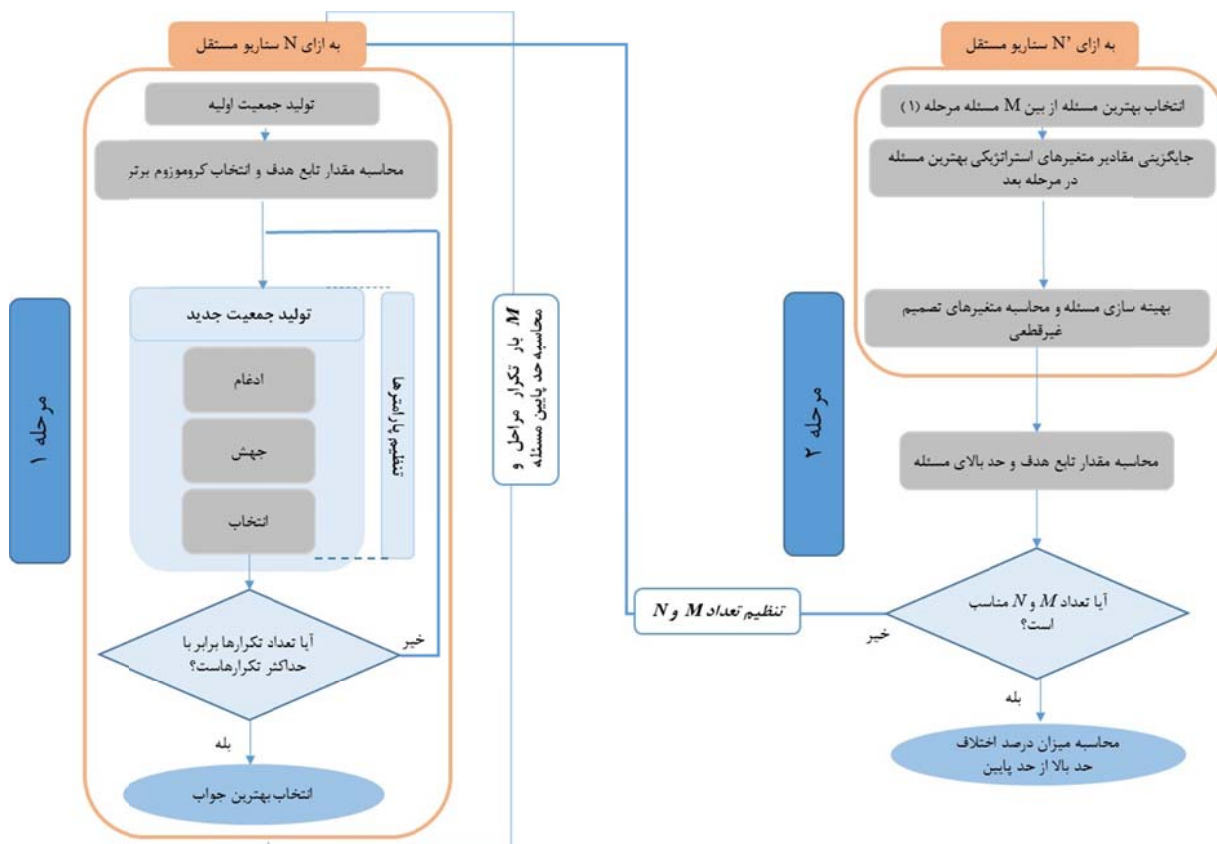 به ازای N سناریو مستقل
تولید جمعیت اولیه
محاسبه مقدار تابع هدف و انتخاب کروموزوم برتر
تولید جمعیت جدید
ادغام
جهش
انتخاب
تنظیم پارامترها
آیا تعداد تکرارها برابر با
حداکثر تکرارهاست؟
خیر
بله
انتخاب بهترین جواب
مرحله ۱
M بار تکرار مراحل و
محاسبه حد پایین مسئله
به ازای N’ سناریو مستقل
انتخاب بهترین مسئله از بین M مسئله مرحله (۱)
جایگزینی مقادیر متغیرهای استراتژیکی بهترین مسئله
در مرحله بعد
بهینه سازی مسئله و محاسبه متغیرهای تصمیم
غیرقطعی
مرحله ۲
محاسبه مقدار تابع هدف و حد بالای مسئله
آیا تعداد M و N مناسب
است؟
خیر
تنظیم تعداد M و N
بله
محاسبه میزان درصد اختلاف
حد بالا از حد پایین